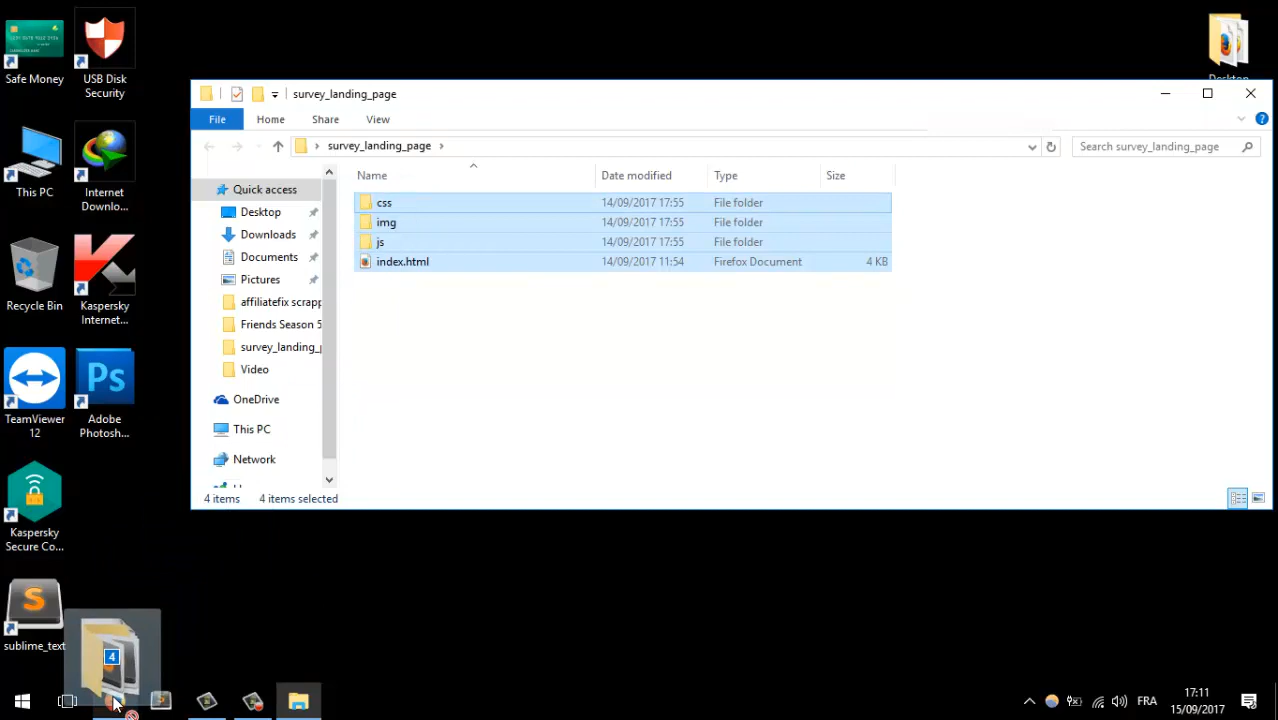 Safe Money
USB Disk
Security
This PC
Internet
Downlo...
Recycle Bin
Kaspersky
Internet...
TeamViewer
12
Ps
Adobe
Photosh...
Kaspersky
Secure Co...
S
sublime_text
4
survey_landing_page
File
Home
Share
View
survey_landing_page
Search survey_landing_page
Name
Date modified
Type
Size
css
14/09/2017 17:55
File folder
img
14/09/2017 17:55
File folder
js
14/09/2017 17:55
File folder
index.html
14/09/2017 11:54
Firefox Document
4 KB
Quick access
Desktop
Downloads
Documents
Pictures
affiliatefix scrapp
Friends Season 5
survey_landing_p
Video
OneDrive
This PC
Network
4 items
4 items selected
Desktop
FRA
17:11
15/09/2017